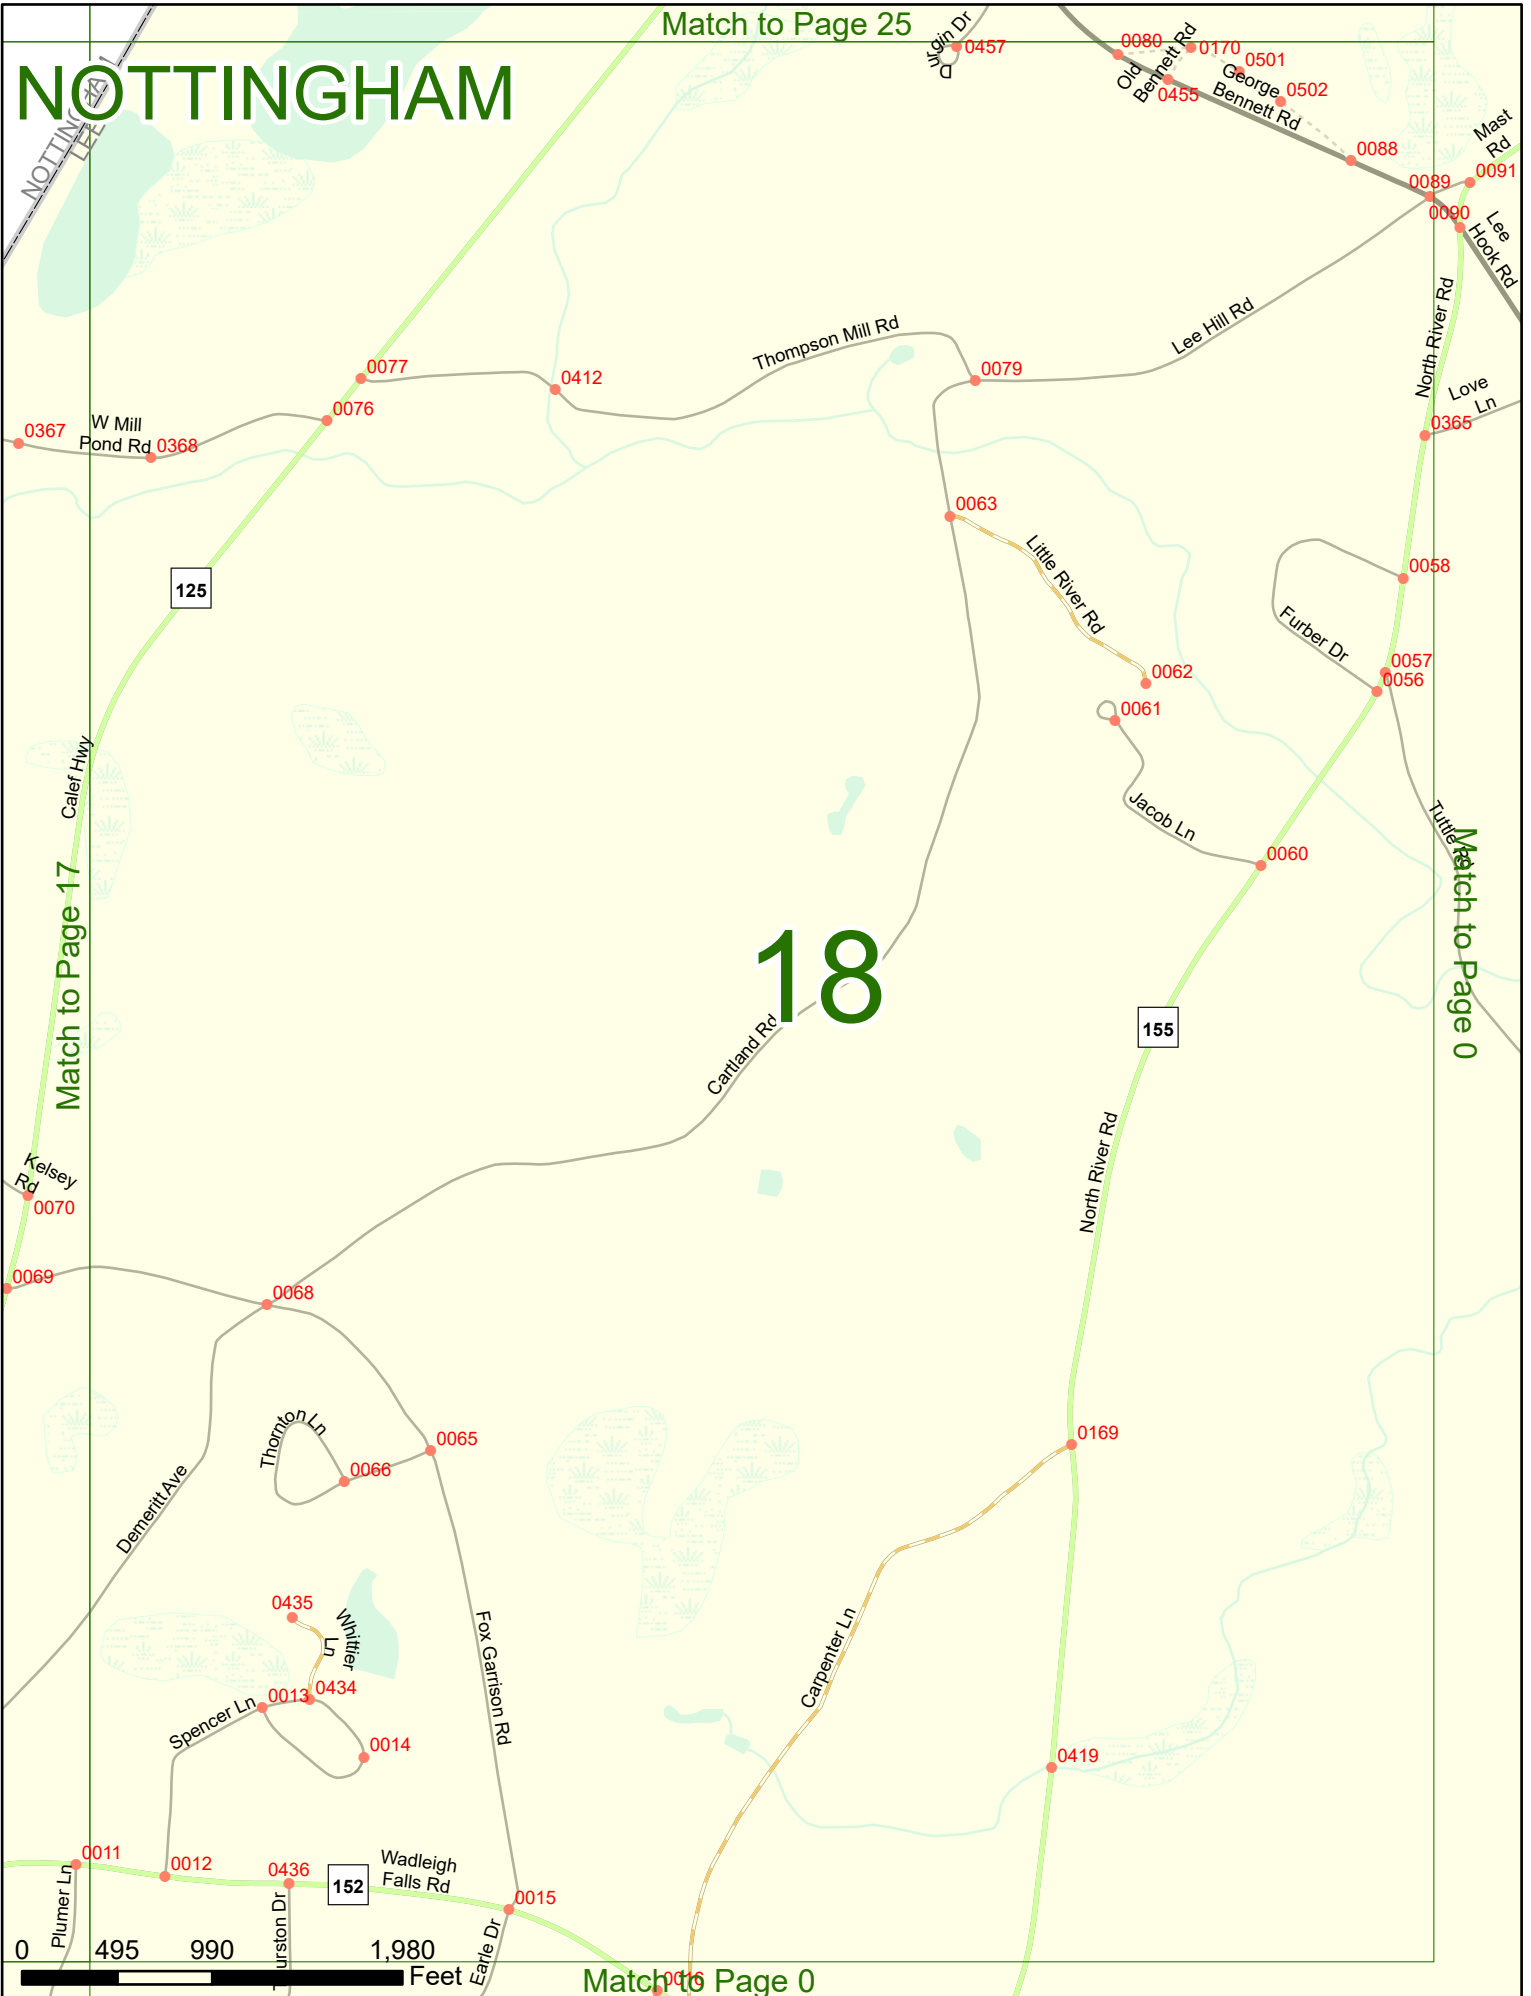 Match to Page 25
NOTTINGHAM
NOTTINGHAM
LEE
0457
0080
Old
Bennett Rd
0170
0501
0455
George
Bennett Rd
0502
0088
Mast
Rd
0089
0091
0090
Lee
Hook Rd
North River Rd
Lee Hill Rd
Thompson Mill Rd
0077
0412
0079
0076
W Mill
Pond Rd
0367
0368
Love
Ln
0365
0063
Little River Rd
125
0058
Furber Dr
0057
0056
0062
0061
Calef Hwy
Jacob Ln
0060
Tuttle Rd
Match to Page 17
Match to Page 0
18
155
Cartland Rd
North River Rd
Kelsey
Rd
0070
0069
0068
Thornton Ln
0065
0066
0169
Demeritt Ave
0435
Whittier
Ln
Fox Garrison Rd
Carpenter Ln
0434
0013
Spencer Ln
0014
0419
0011
0012
0436
152
Wadleigh
Falls Rd
0015
Plumer Ln
Earle Dr
0 495 990 1,980
Feet
Match to Page 0
0016